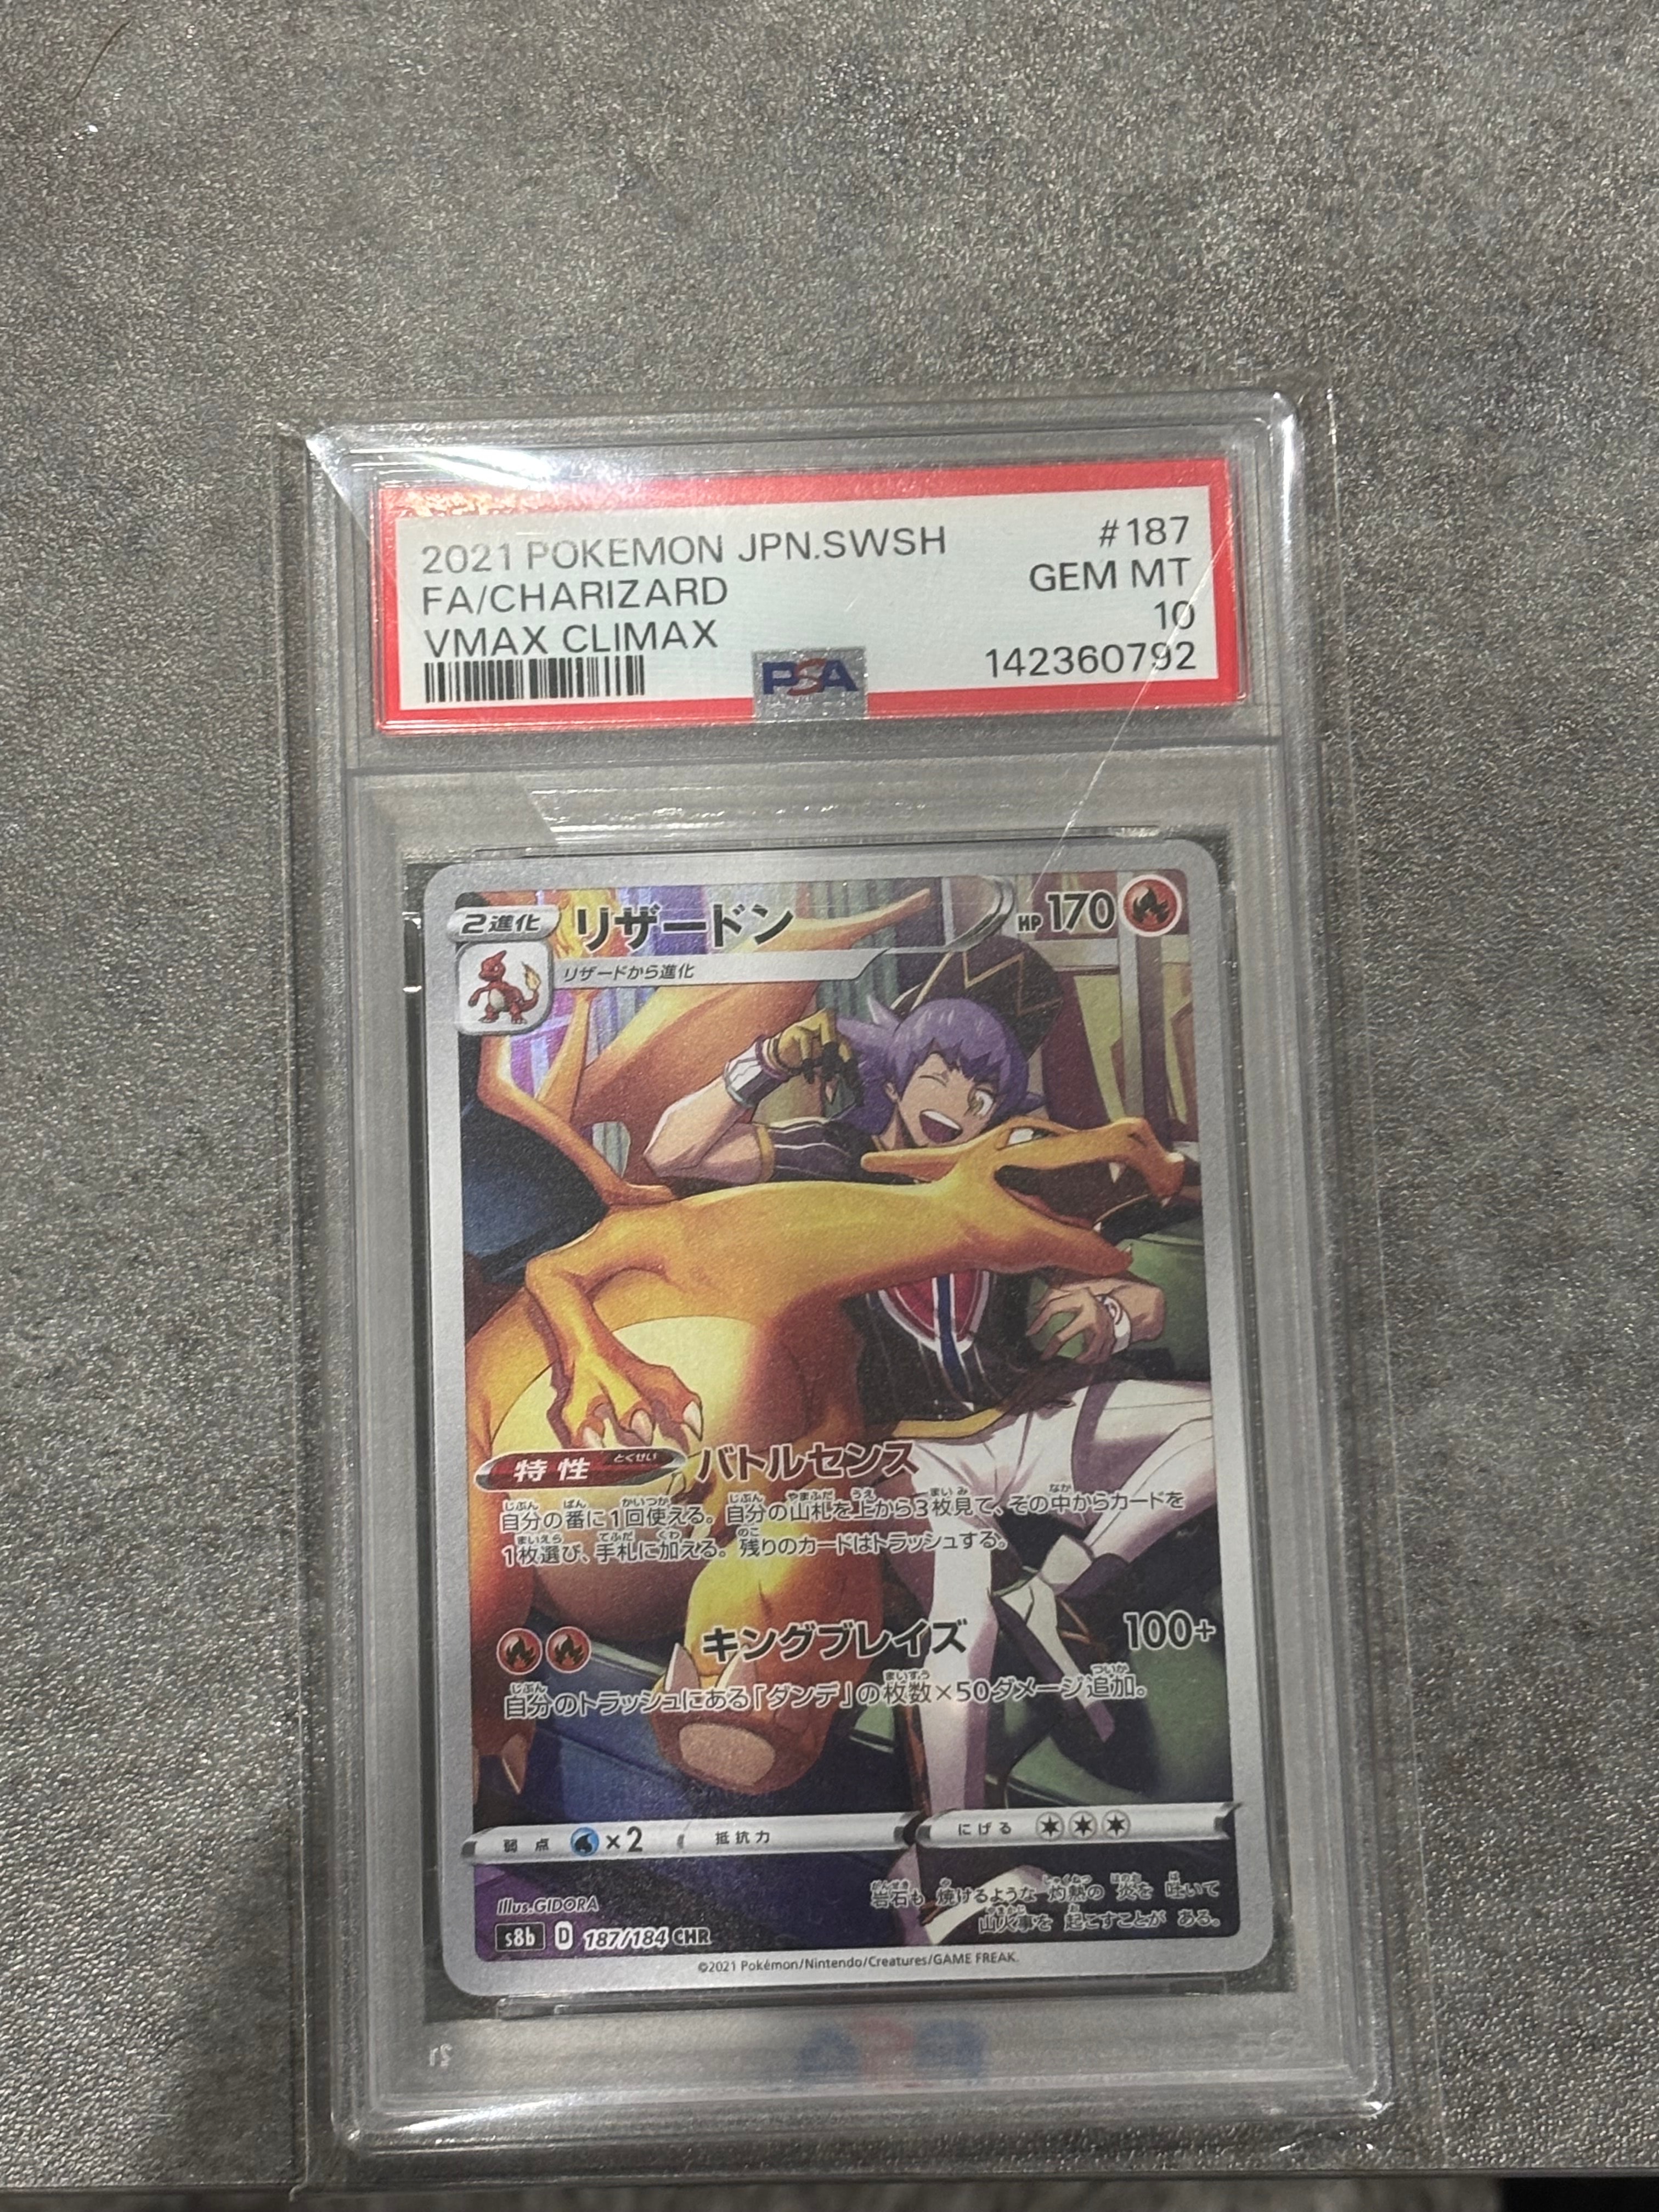 2021 POKEMON JPN.SWSH #187
FA/CHARIZARD GEM MT
VMAX CLIMAX 10
PSA 142360792
2進化 リザードン HP 170
リザードから進化
特性 とくせい バトルセンス
自分の番に1回使える。自分の山札を上から3枚見て、その中からカードを
1枚選び、手札に加える。残りのカードはトラッシュする。
キングブレイズ 100+
自分のトラッシュにある「ダンデ」の枚数×50ダメージ追加。
弱点 ×2 抵抗力 にげる
岩石も 焼けるような 灼熱の 炎を 吐いて
山火事を 起こすことが ある。
Illus.GIDORA
s8b D 187/184 CHR
©2021 Pokémon/Nintendo/Creatures/GAME FREAK.